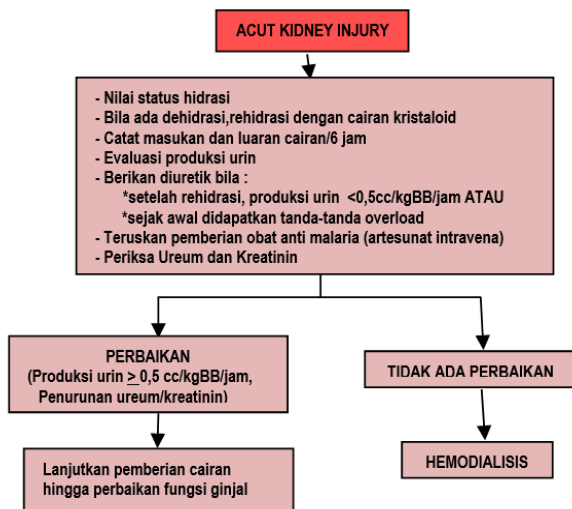 ACUT KIDNEY INJURY
- Nilai status hidrasi
- Bila ada dehidrasi,rehidrasi dengan cairan kristaloid
- Catat masukan dan luaran cairan/6 jam
- Evaluasi produksi urin
- Berikan diuretik bila :
*setelah rehidrasi, produksi urin <0,5cc/kgBB/jam ATAU
*sejak awal didapatkan tanda-tanda overload
- Teruskan pemberian obat anti malaria (artesunat intravena)
- Periksa Ureum dan Kreatinin
PERBAIKAN
(Produksi urin ≥ 0,5 cc/kgBB/jam,
Penurunan ureum/kreatinin)
TIDAK ADA PERBAIKAN
Lanjutkan pemberian cairan
hingga perbaikan fungsi ginjal
HEMODIALISIS